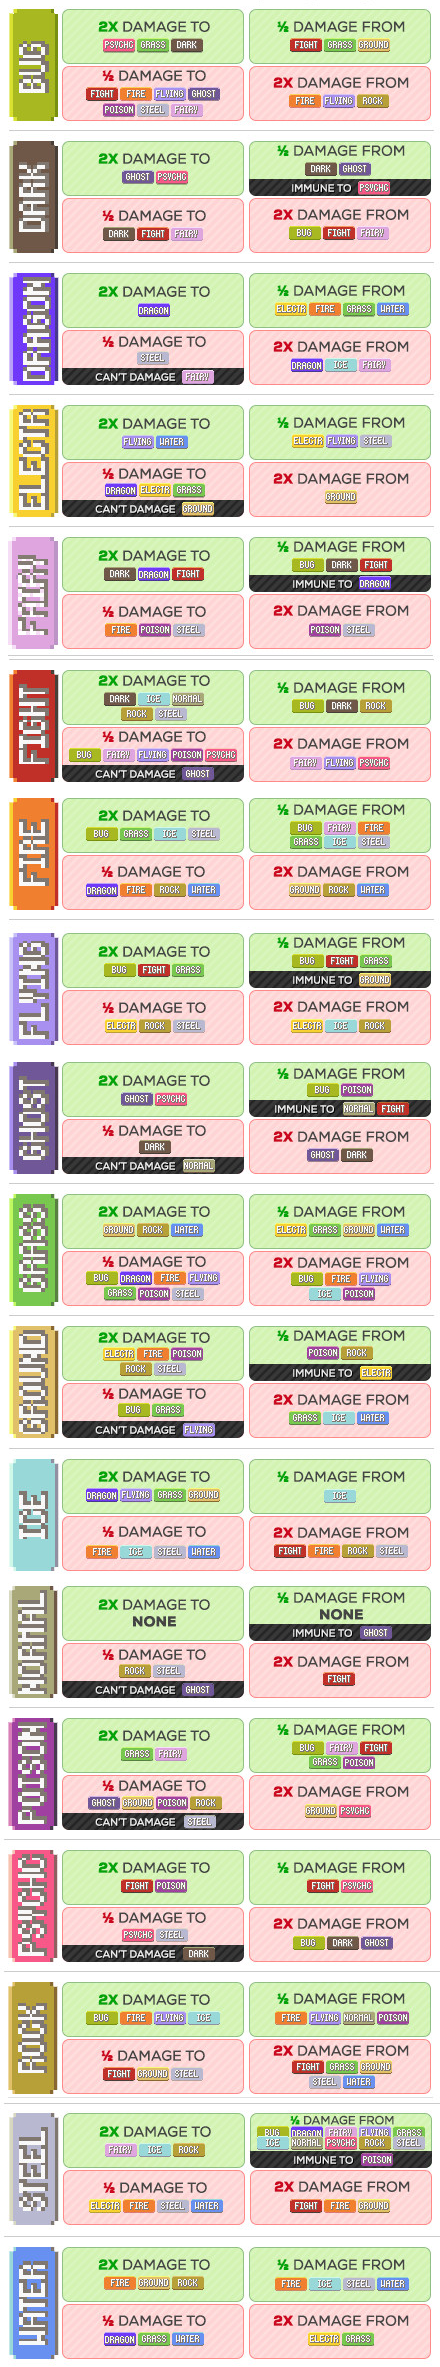 BUG
2X DAMAGE TO
PSYCHC GRASS DARK
½ DAMAGE FROM
FIGHT GRASS GROUND
½ DAMAGE TO
FIGHT FIRE FLYING GHOST
POISON STEEL FAIRY
2X DAMAGE FROM
FIRE FLYING ROCK
DARK
2X DAMAGE TO
GHOST PSYCHC
½ DAMAGE FROM
DARK GHOST
IMMUNE TO PSYCHC
½ DAMAGE TO
DARK FIGHT FAIRY
2X DAMAGE FROM
BUG FIGHT FAIRY
DRAGON
2X DAMAGE TO
DRAGON
½ DAMAGE FROM
ELECTR FIRE GRASS WATER
½ DAMAGE TO
STEEL
CAN'T DAMAGE FAIRY
2X DAMAGE FROM
DRAGON ICE FAIRY
ELECTR
2X DAMAGE TO
FLYING WATER
½ DAMAGE FROM
ELECTR FLYING STEEL
½ DAMAGE TO
DRAGON ELECTR GRASS
CAN'T DAMAGE GROUND
2X DAMAGE FROM
GROUND
FAIRY
2X DAMAGE TO
DARK DRAGON FIGHT
½ DAMAGE FROM
BUG DARK FIGHT
IMMUNE TO DRAGON
½ DAMAGE TO
FIRE POISON STEEL
2X DAMAGE FROM
POISON STEEL
FIGHT
2X DAMAGE TO
DARK ICE NORMAL
ROCK STEEL
½ DAMAGE FROM
BUG DARK ROCK
½ DAMAGE TO
BUG FAIRY FLYING POISON PSYCHC
CAN'T DAMAGE GHOST
2X DAMAGE FROM
FAIRY FLYING PSYCHC
FIRE
2X DAMAGE TO
BUG GRASS ICE STEEL
½ DAMAGE FROM
BUG FAIRY FIRE
GRASS ICE STEEL
½ DAMAGE TO
DRAGON FIRE ROCK WATER
2X DAMAGE FROM
GROUND ROCK WATER
FLYING
2X DAMAGE TO
BUG FIGHT GRASS
½ DAMAGE FROM
BUG FIGHT GRASS
IMMUNE TO GROUND
½ DAMAGE TO
ELECTR ROCK STEEL
2X DAMAGE FROM
ELECTR ICE ROCK
GHOST
2X DAMAGE TO
GHOST PSYCHC
½ DAMAGE FROM
BUG POISON
IMMUNE TO NORMAL FIGHT
½ DAMAGE TO
DARK
CAN'T DAMAGE NORMAL
2X DAMAGE FROM
GHOST DARK
GRASS
2X DAMAGE TO
GROUND ROCK WATER
½ DAMAGE FROM
ELECTR GRASS GROUND WATER
½ DAMAGE TO
BUG DRAGON FIRE FLYING
GRASS POISON STEEL
2X DAMAGE FROM
BUG FIRE FLYING
ICE POISON
GROUND
2X DAMAGE TO
ELECTR FIRE POISON
ROCK STEEL
½ DAMAGE FROM
POISON ROCK
IMMUNE TO ELECTR
½ DAMAGE TO
BUG GRASS
CAN'T DAMAGE FLYING
2X DAMAGE FROM
GRASS ICE WATER
ICE
2X DAMAGE TO
DRAGON FLYING GRASS GROUND
½ DAMAGE FROM
ICE
½ DAMAGE TO
FIRE ICE STEEL WATER
2X DAMAGE FROM
FIGHT FIRE ROCK STEEL
NORMAL
2X DAMAGE TO
NONE
½ DAMAGE FROM
NONE
IMMUNE TO GHOST
½ DAMAGE TO
ROCK STEEL
CAN'T DAMAGE GHOST
2X DAMAGE FROM
FIGHT
POISON
2X DAMAGE TO
GRASS FAIRY
½ DAMAGE FROM
BUG FAIRY FIGHT
GRASS POISON
½ DAMAGE TO
GHOST GROUND POISON ROCK
CAN'T DAMAGE STEEL
2X DAMAGE FROM
GROUND PSYCHC
PSYCHC
2X DAMAGE TO
FIGHT POISON
½ DAMAGE FROM
FIGHT PSYCHC
½ DAMAGE TO
PSYCHC STEEL
CAN'T DAMAGE DARK
2X DAMAGE FROM
BUG DARK GHOST
ROCK
2X DAMAGE TO
BUG FIRE FLYING ICE
½ DAMAGE FROM
FIRE FLYING NORMAL POISON
½ DAMAGE TO
FIGHT GROUND STEEL
2X DAMAGE FROM
FIGHT GRASS GROUND
STEEL WATER
STEEL
2X DAMAGE TO
FAIRY ICE ROCK
½ DAMAGE FROM
BUG DRAGON FAIRY FLYING GRASS
ICE NORMAL PSYCHC ROCK STEEL
IMMUNE TO POISON
½ DAMAGE TO
ELECTR FIRE STEEL WATER
2X DAMAGE FROM
FIGHT FIRE GROUND
WATER
2X DAMAGE TO
FIRE GROUND ROCK
½ DAMAGE FROM
FIRE ICE STEEL WATER
½ DAMAGE TO
DRAGON GRASS WATER
2X DAMAGE FROM
ELECTR GRASS